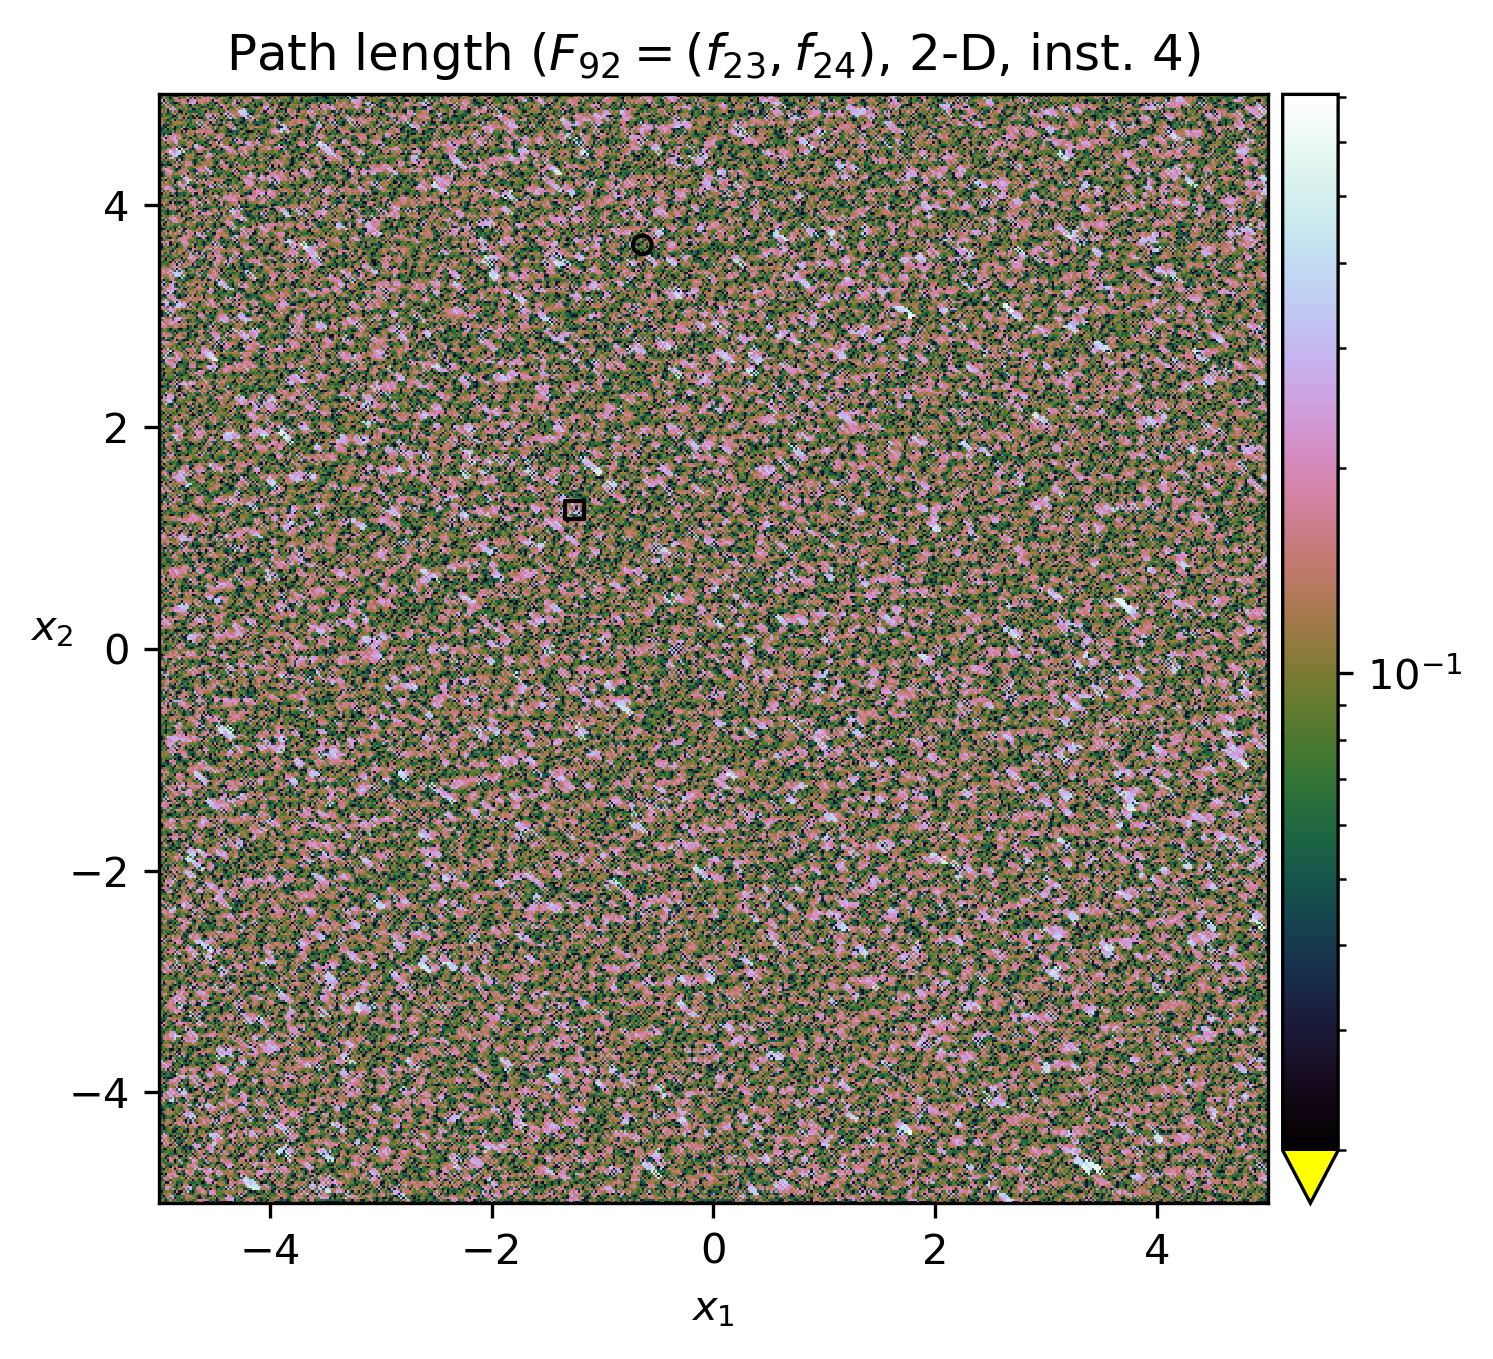 Path length (F₉₂ = (f₂₃, f₂₄), 2-D, inst. 4)
4
2
0
−2
−4
x₂
−4 −2 0 2 4
x₁
10⁻¹